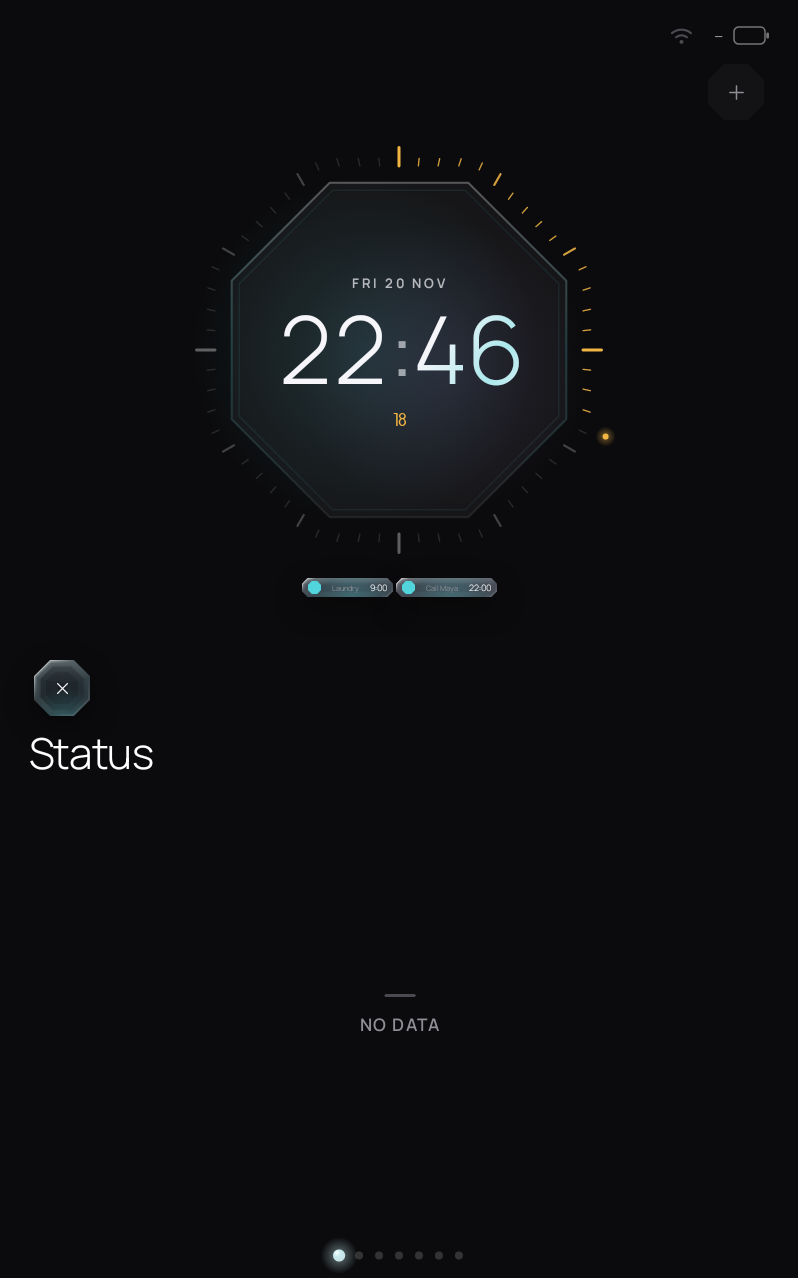 –
+
FRI 20 NOV
22:46
18
Laundry 9:00 Call Maya 22:00
Status
NO DATA